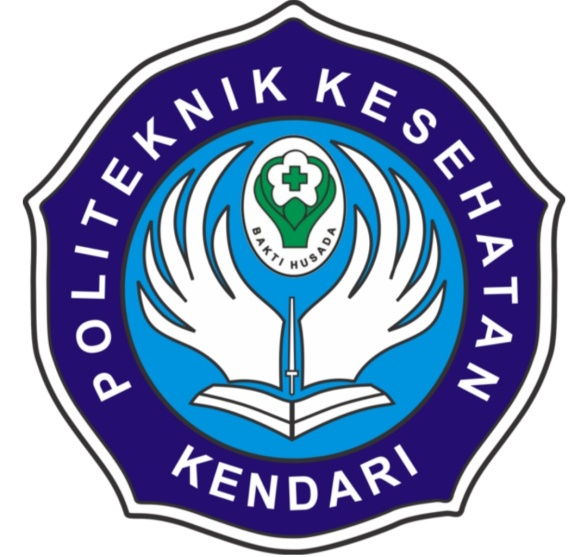 POLITEKNIK KESEHATAN
BAKTI HUSADA
KENDARI